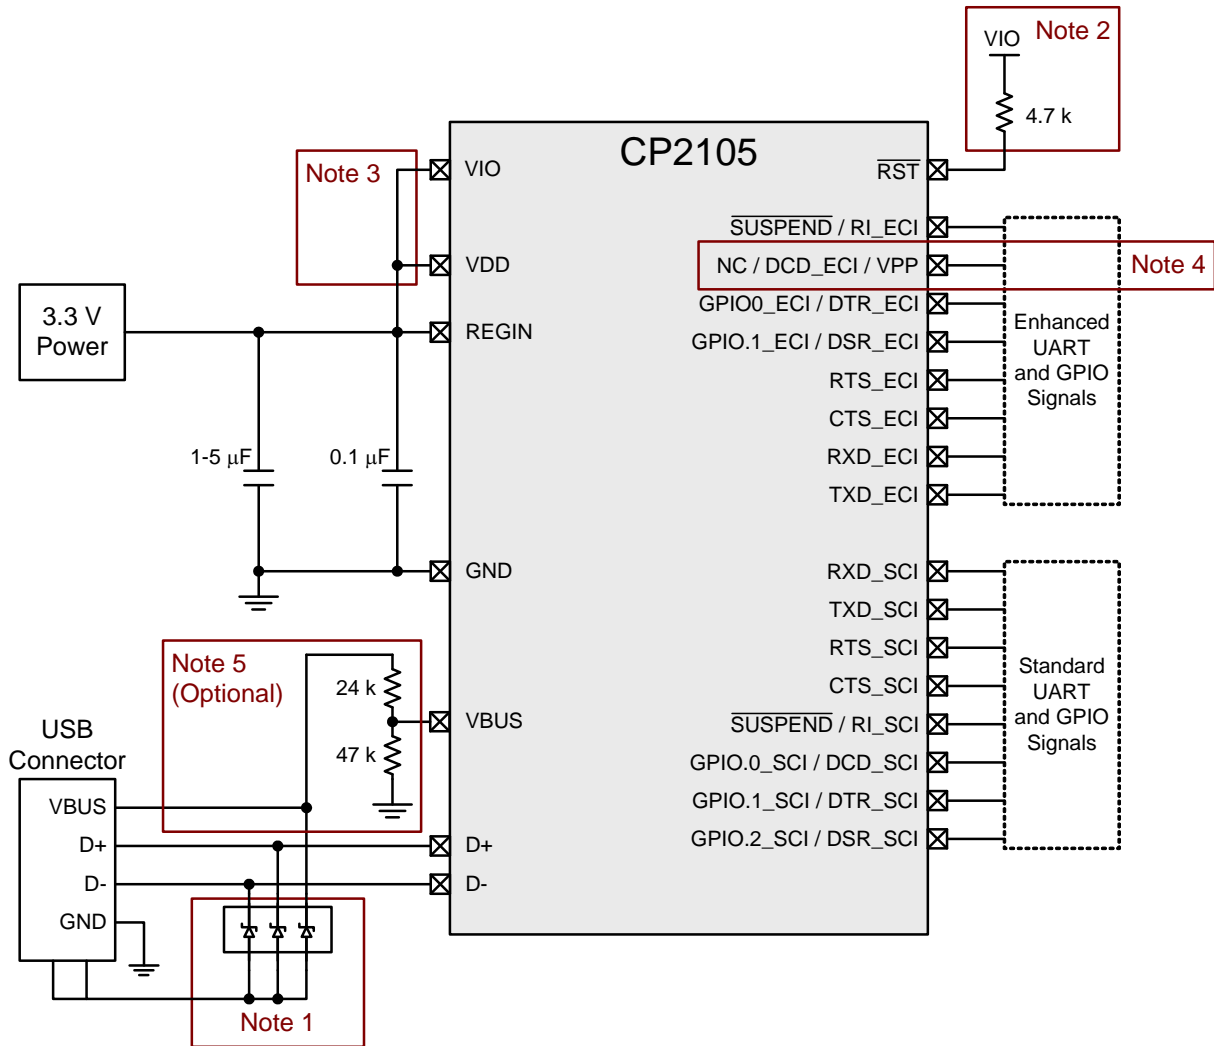 VIO
Note 2
4.7 k
CP2105
Note 3
VIO
RST
SUSPEND / RI_ECI
VDD
NC / DCD_ECI / VPP
Note 4
GPIO0_ECI / DTR_ECI
3.3 V
Power
REGIN
GPIO.1_ECI / DSR_ECI
Enhanced
UART
and GPIO
Signals
RTS_ECI
CTS_ECI
1-5 μF
0.1 μF
RXD_ECI
TXD_ECI
GND
RXD_SCI
TXD_SCI
RTS_SCI
CTS_SCI
Standard
UART
and GPIO
Signals
Note 5
(Optional)
24 k
VBUS
47 k
SUSPEND / RI_SCI
GPIO.0_SCI / DCD_SCI
GPIO.1_SCI / DTR_SCI
GPIO.2_SCI / DSR_SCI
USB
Connector
VBUS
D+
D-
GND
D+
D-
Note 1